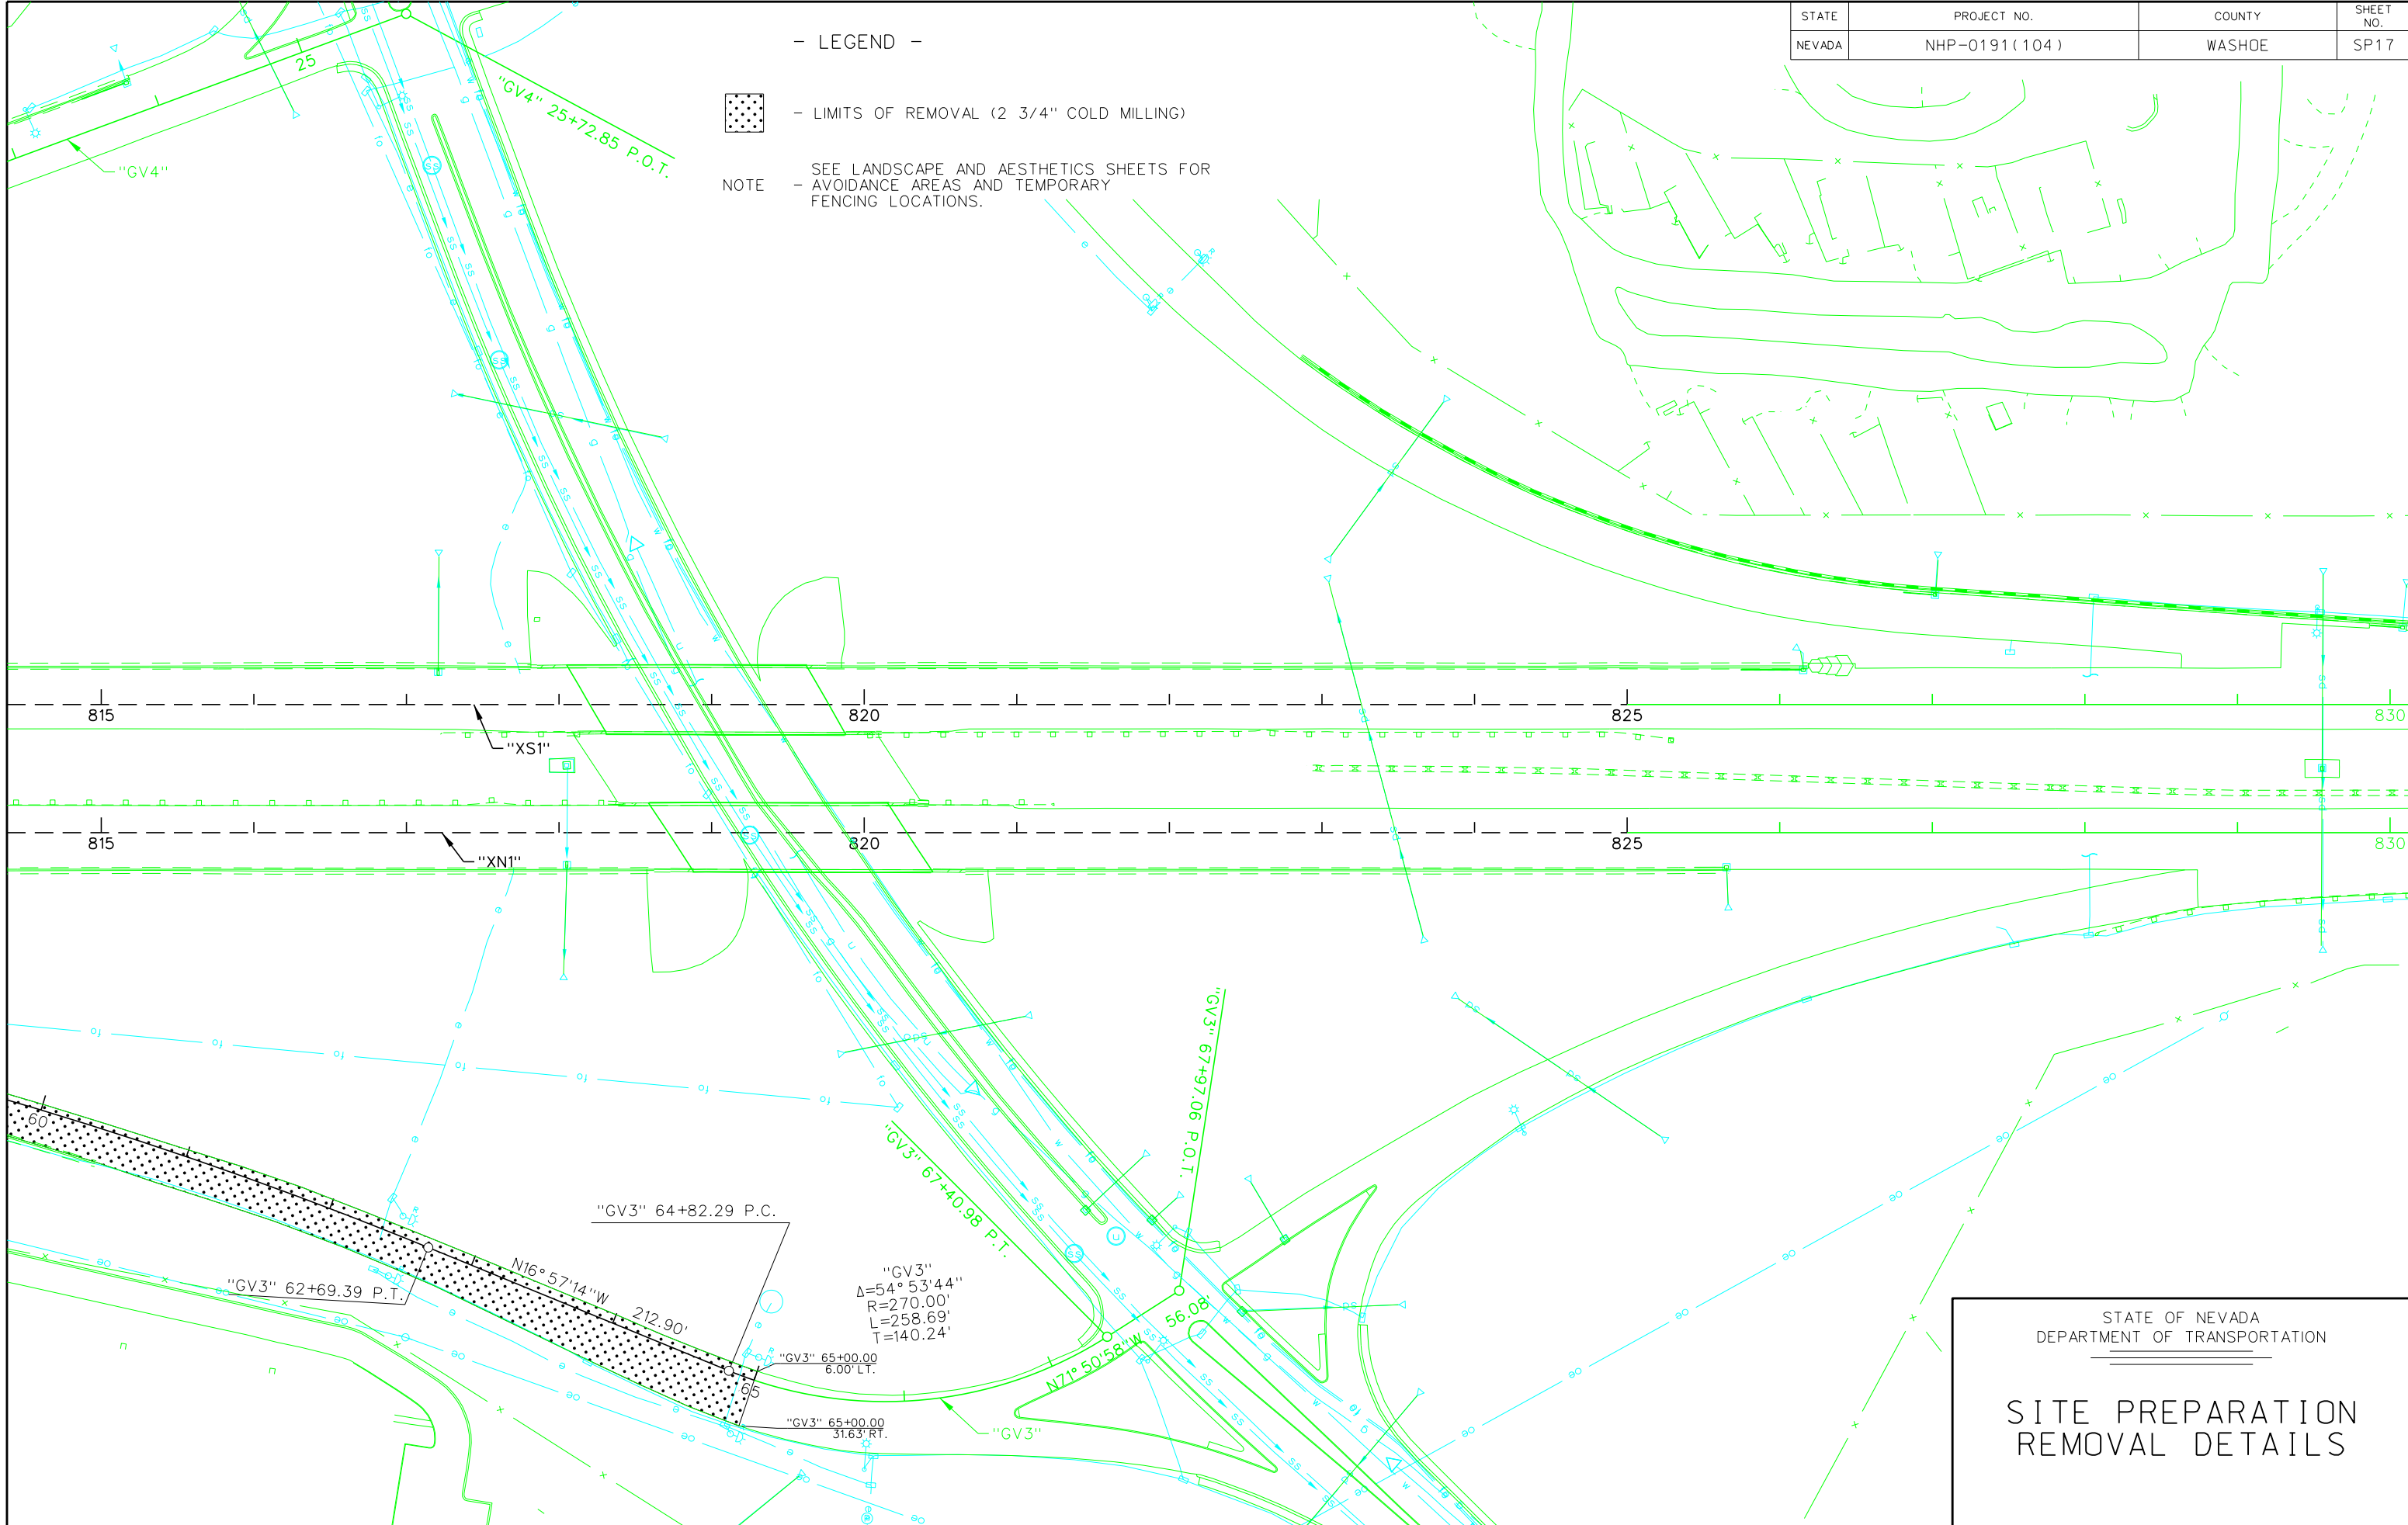 STATE PROJECT NO. COUNTY SHEET NO.
NEVADA NHP-0191(104) WASHOE SP17
- LEGEND -
- LIMITS OF REMOVAL (2 3/4" COLD MILLING)
NOTE - SEE LANDSCAPE AND AESTHETICS SHEETS FOR
AVOIDANCE AREAS AND TEMPORARY
FENCING LOCATIONS.
25
"GV4" 25+72.85 P.O.T.
"GV4"
815 820 825 830
"XS1"
815 820 825 830
"XN1"
"GV3" 67+97.06 P.O.T.
"GV3" 67+40.98 P.T.
60
"GV3" 64+82.29 P.C.
N16°57'14"W 212.90'
"GV3" 62+69.39 P.T.
"GV3"
Δ=54°53'44"
R=270.00'
L=258.69'
T=140.24'
N71°50'58"W 56.08'
"GV3" 65+00.00
6.00' LT.
65
"GV3" 65+00.00
31.63' RT.
"GV3"
STATE OF NEVADA
DEPARTMENT OF TRANSPORTATION
SITE PREPARATION
REMOVAL DETAILS